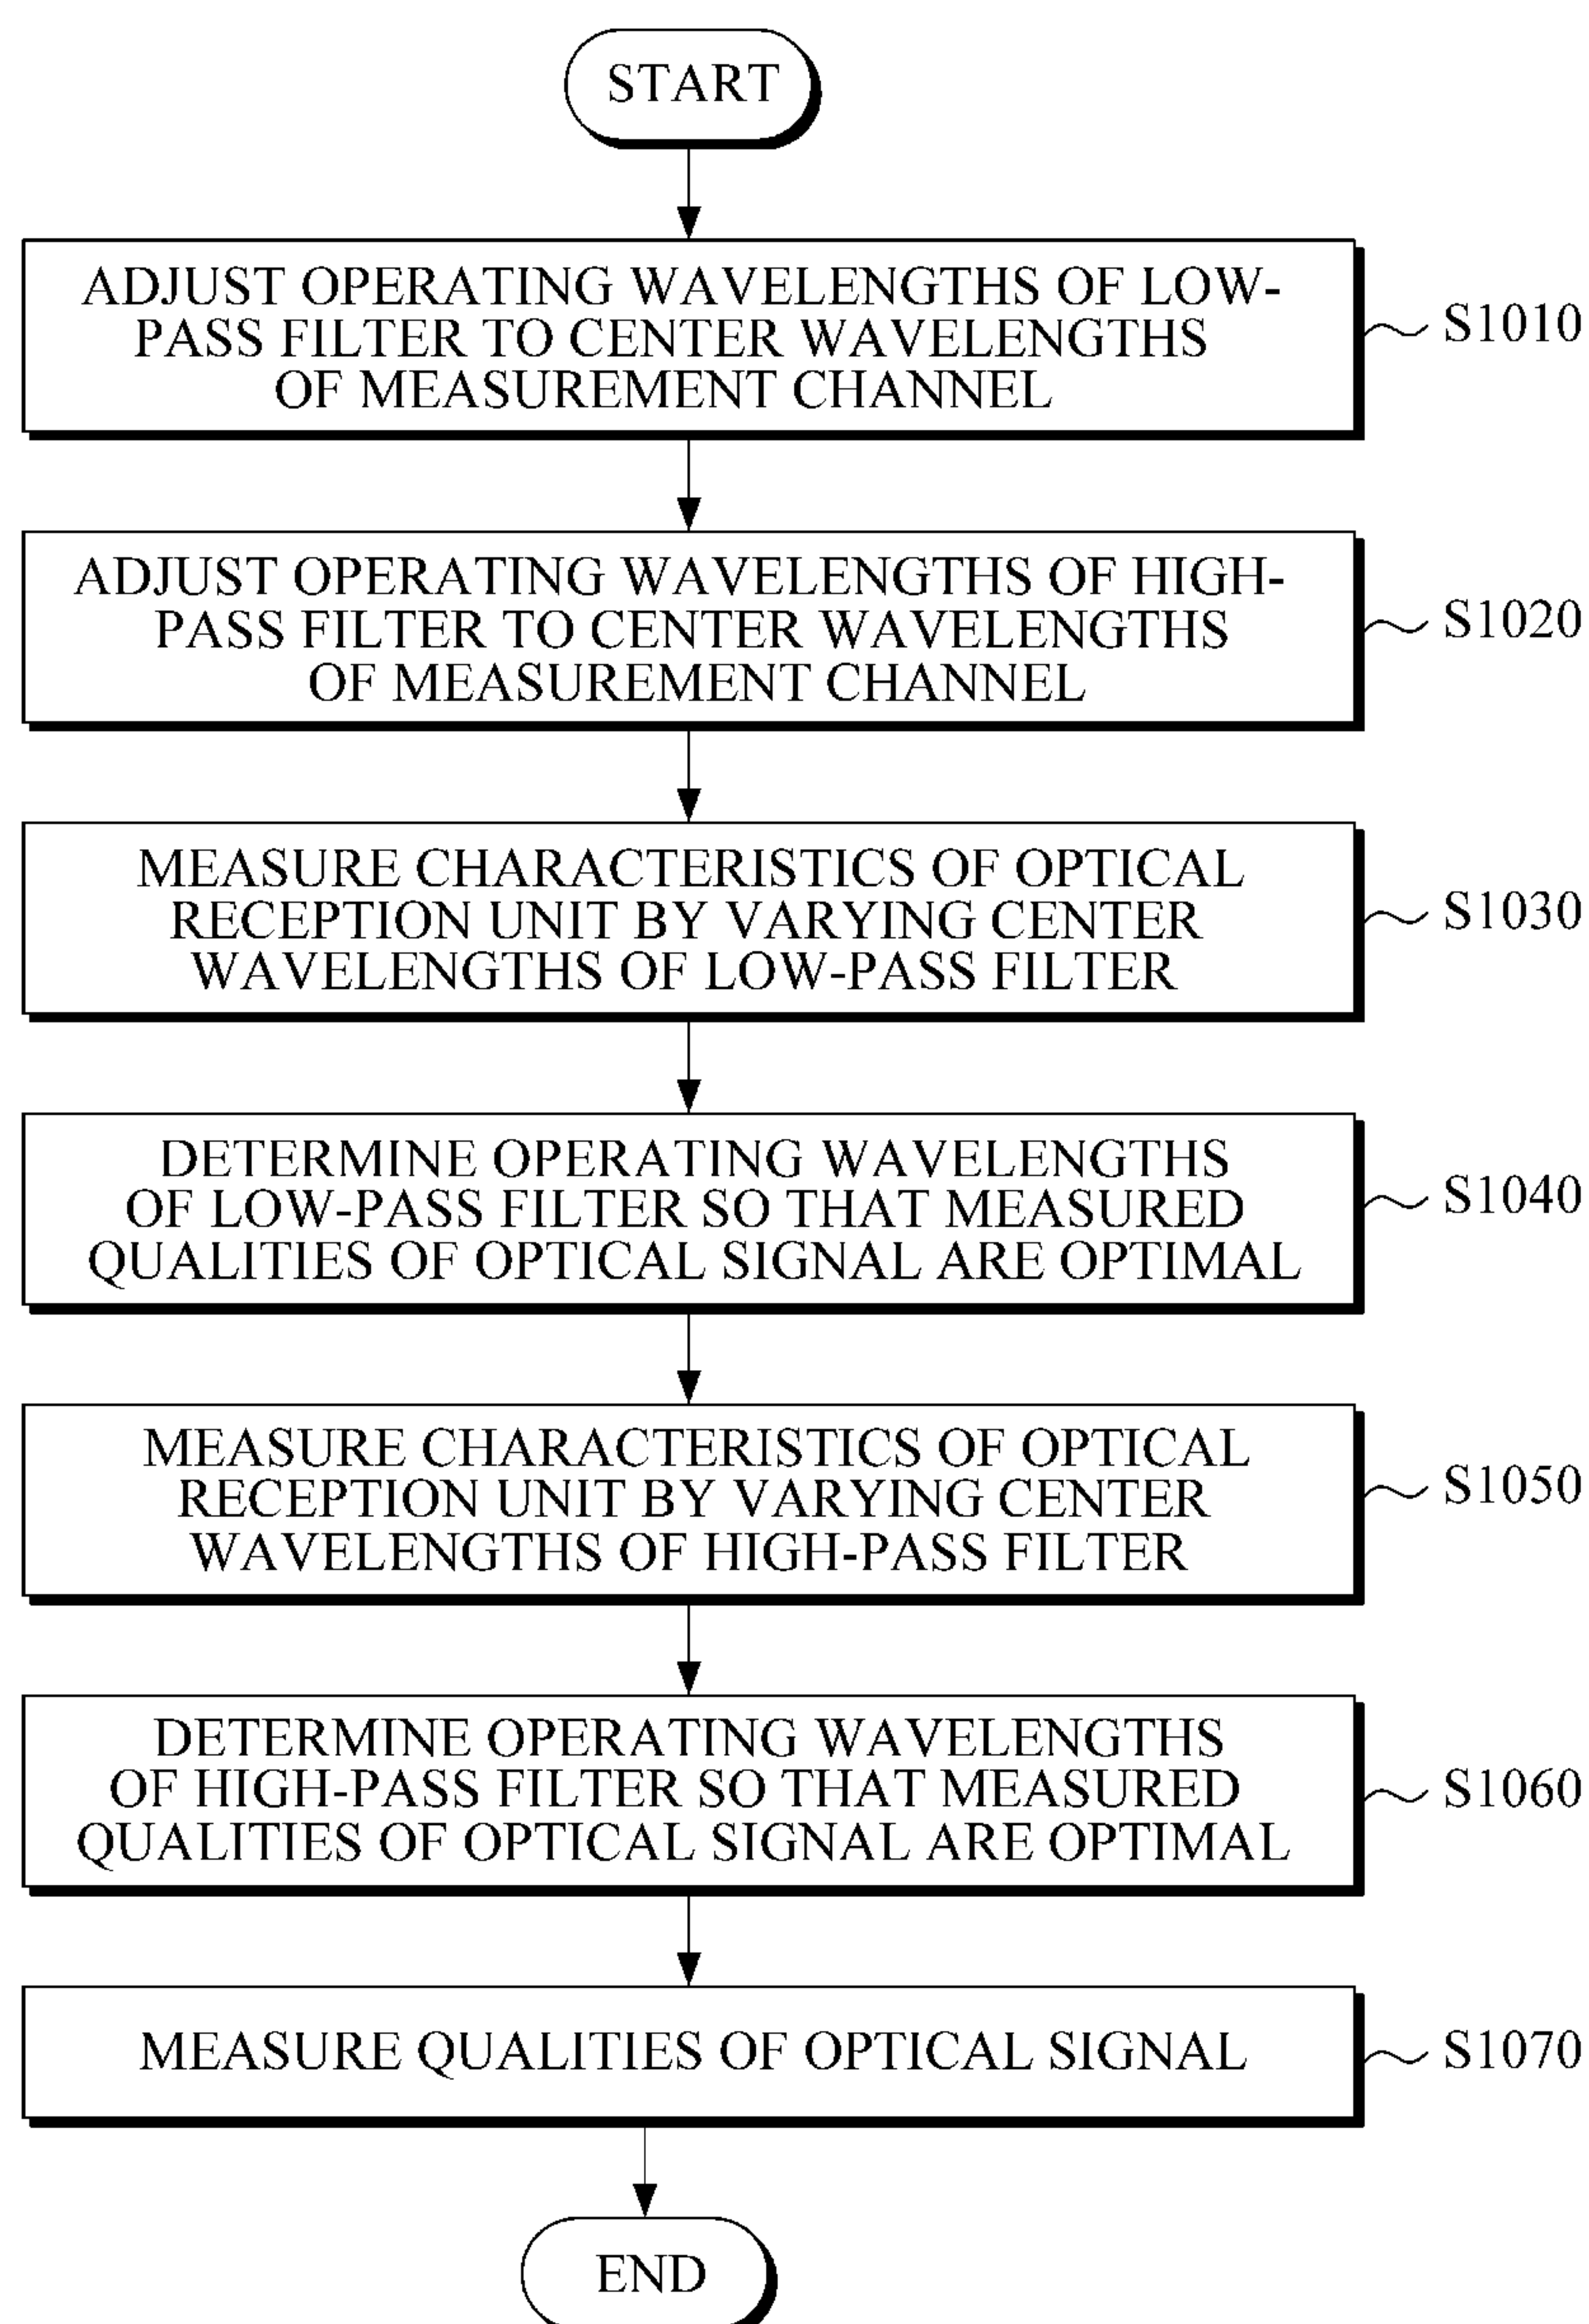 START
ADJUST OPERATING WAVELENGTHS OF LOW-
PASS FILTER TO CENTER WAVELENGTHS
OF MEASUREMENT CHANNEL
S1010
ADJUST OPERATING WAVELENGTHS OF HIGH-
PASS FILTER TO CENTER WAVELENGTHS
OF MEASUREMENT CHANNEL
S1020
MEASURE CHARACTERISTICS OF OPTICAL
RECEPTION UNIT BY VARYING CENTER
WAVELENGTHS OF LOW-PASS FILTER
S1030
DETERMINE OPERATING WAVELENGTHS
OF LOW-PASS FILTER SO THAT MEASURED
QUALITIES OF OPTICAL SIGNAL ARE OPTIMAL
S1040
MEASURE CHARACTERISTICS OF OPTICAL
RECEPTION UNIT BY VARYING CENTER
WAVELENGTHS OF HIGH-PASS FILTER
S1050
DETERMINE OPERATING WAVELENGTHS
OF HIGH-PASS FILTER SO THAT MEASURED
QUALITIES OF OPTICAL SIGNAL ARE OPTIMAL
S1060
MEASURE QUALITIES OF OPTICAL SIGNAL
S1070
END